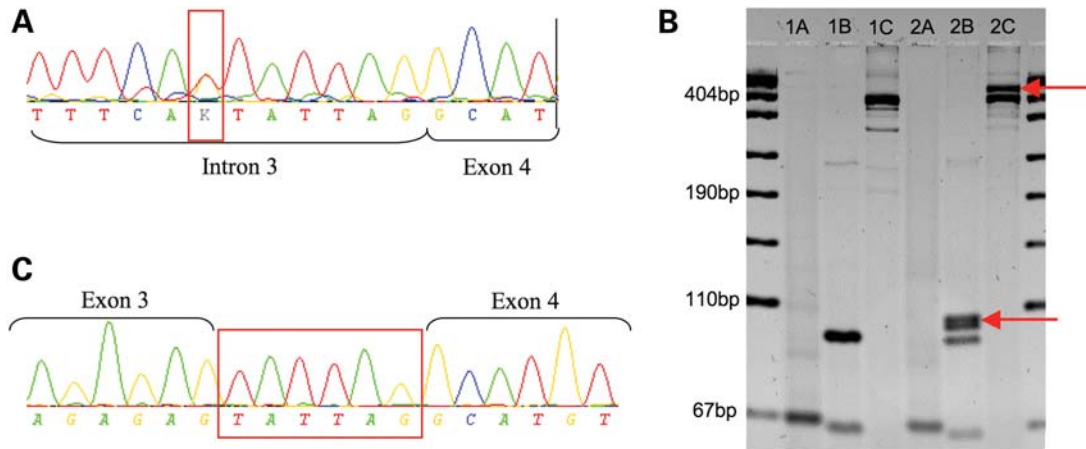 A
T T T C A K T A T T A G G C A T
Intron 3 Exon 4
B
1A 1B 1C 2A 2B 2C
404bp
190bp
110bp
67bp
C
Exon 3 Exon 4
A G A G A G T A T T A G G C A T G T